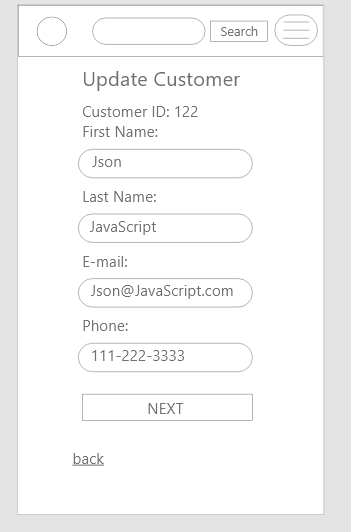 Search
Update Customer
Customer ID: 122
First Name:
Json
Last Name:
JavaScript
E-mail:
Json@JavaScript.com
Phone:
111-222-3333
NEXT
back